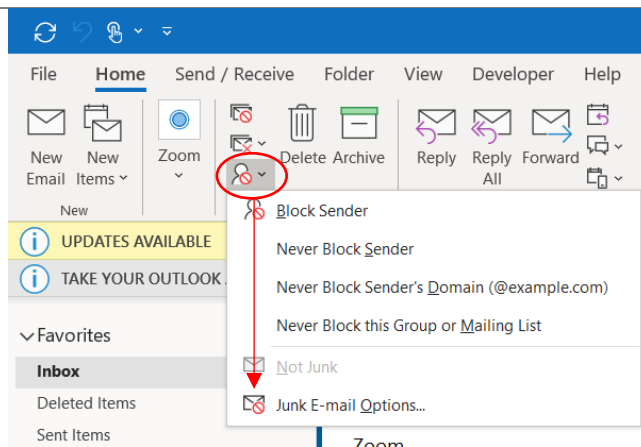 File Home Send / Receive Folder View Developer Help
New Email
New Items
Zoom
Delete
Archive
Reply
Reply All
Forward
New
UPDATES AVAILABLE
TAKE YOUR OUTLOOK
Block Sender
Never Block Sender
Never Block Sender's Domain (@example.com)
Never Block this Group or Mailing List
Not Junk
Junk E-mail Options...
Favorites
Inbox
Deleted Items
Sent Items
Zoom